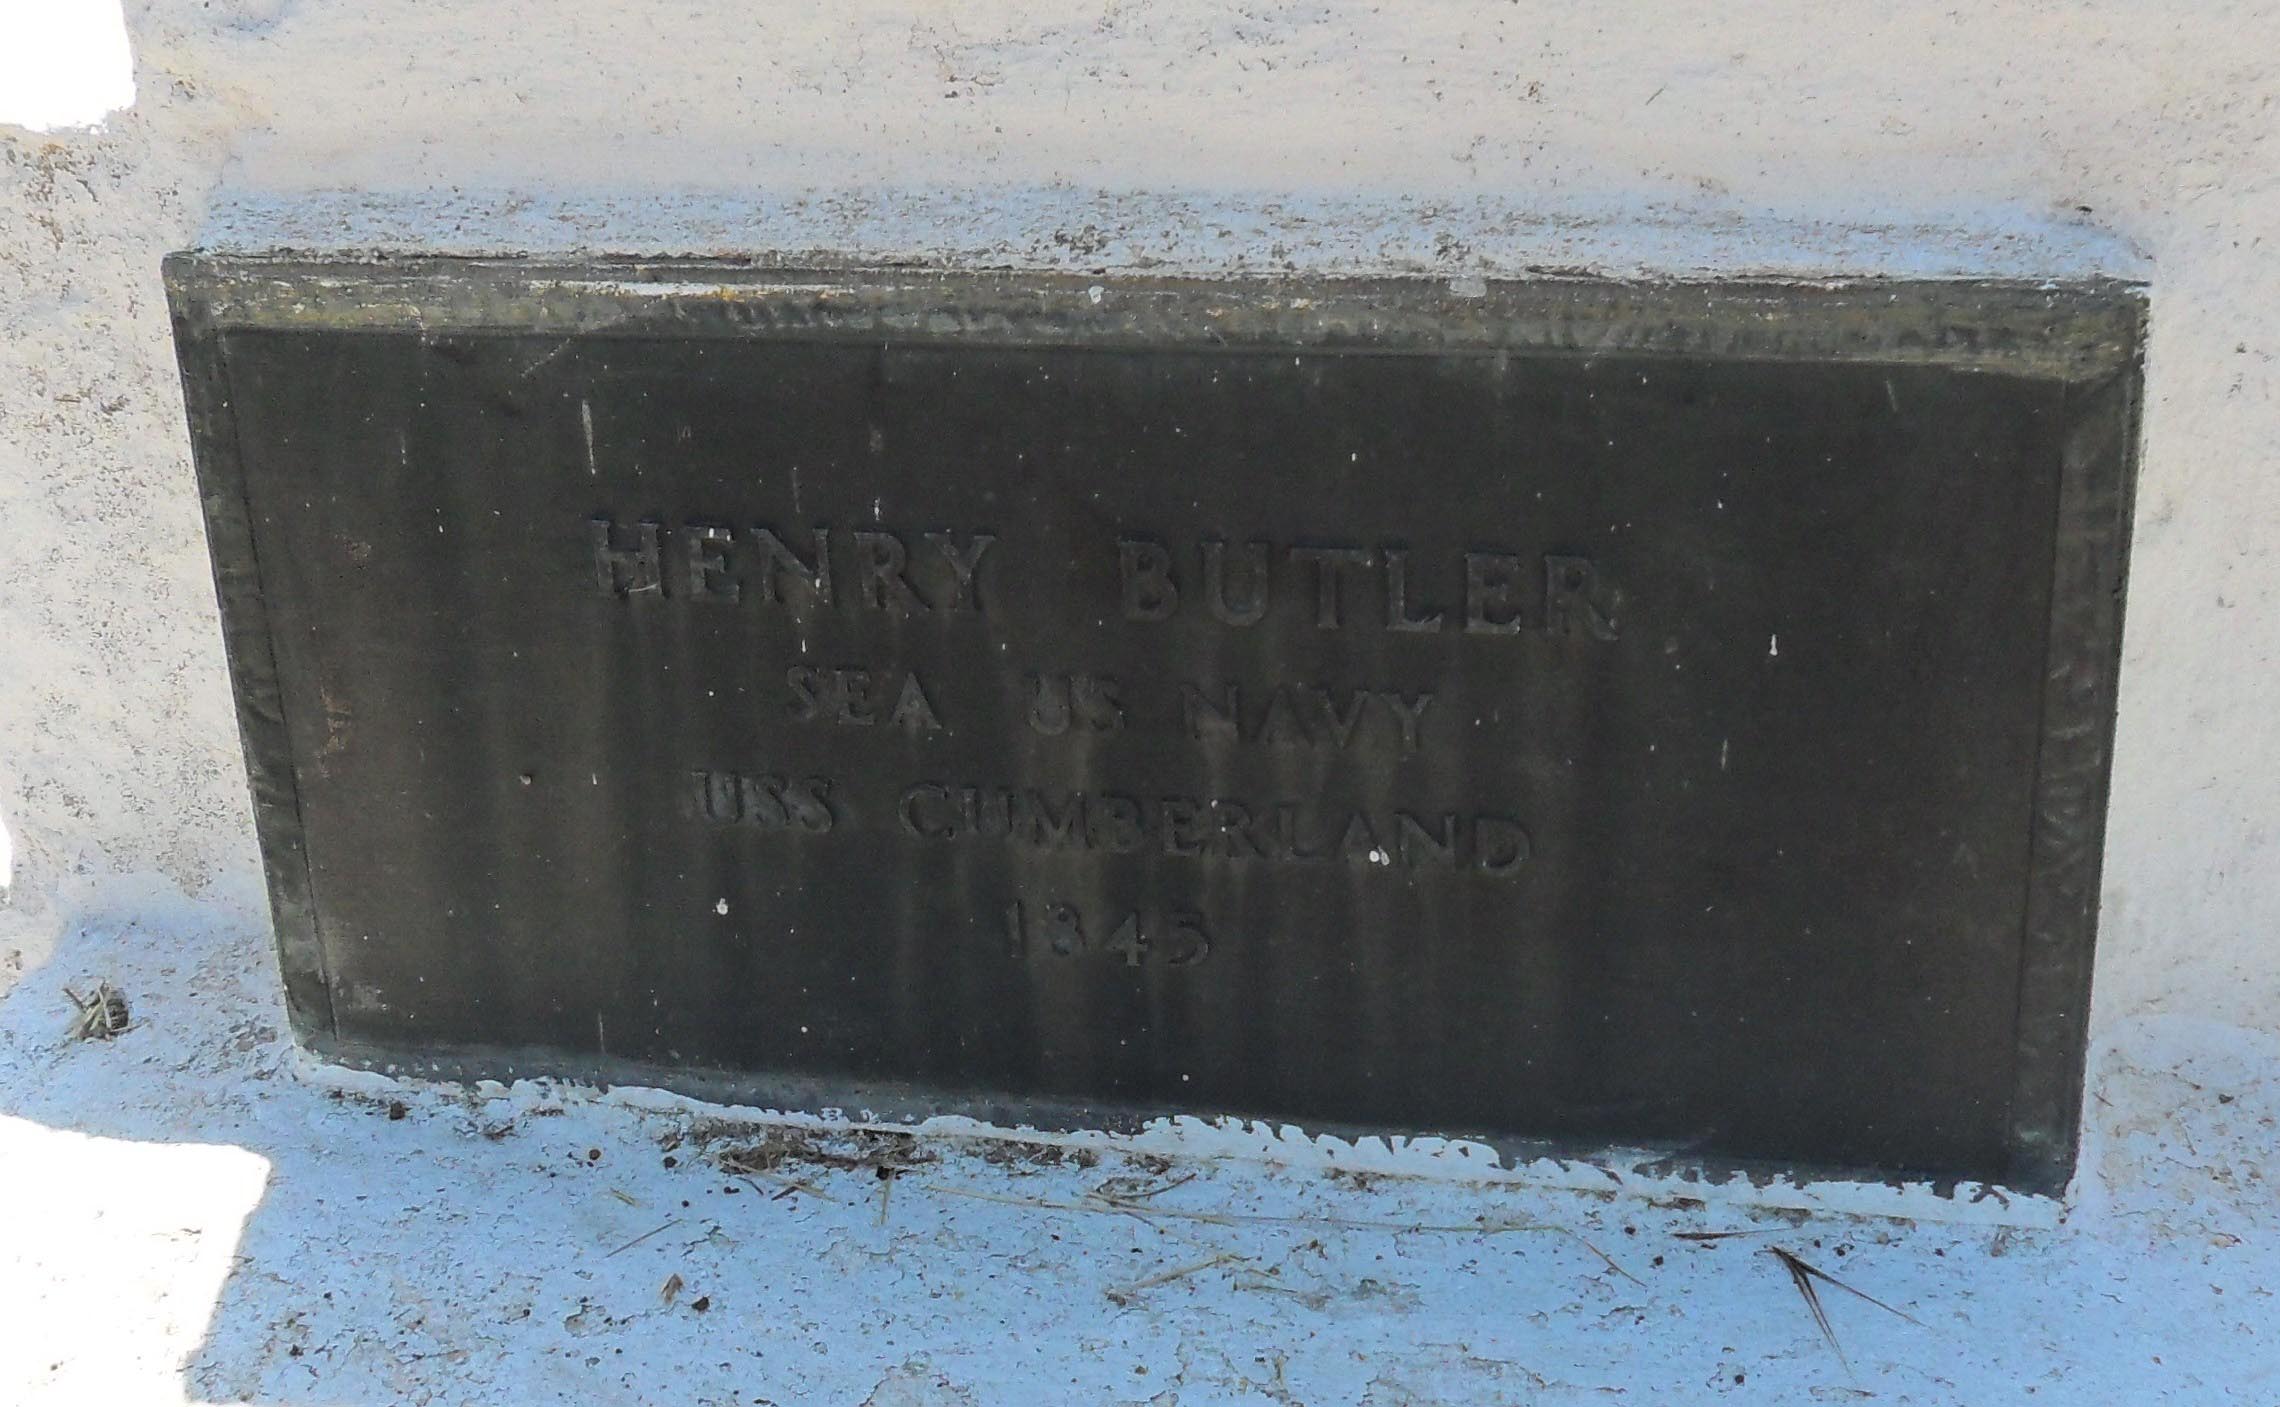 HENRY BUTLER
SEA US NAVY
USS CUMBERLAND
1845